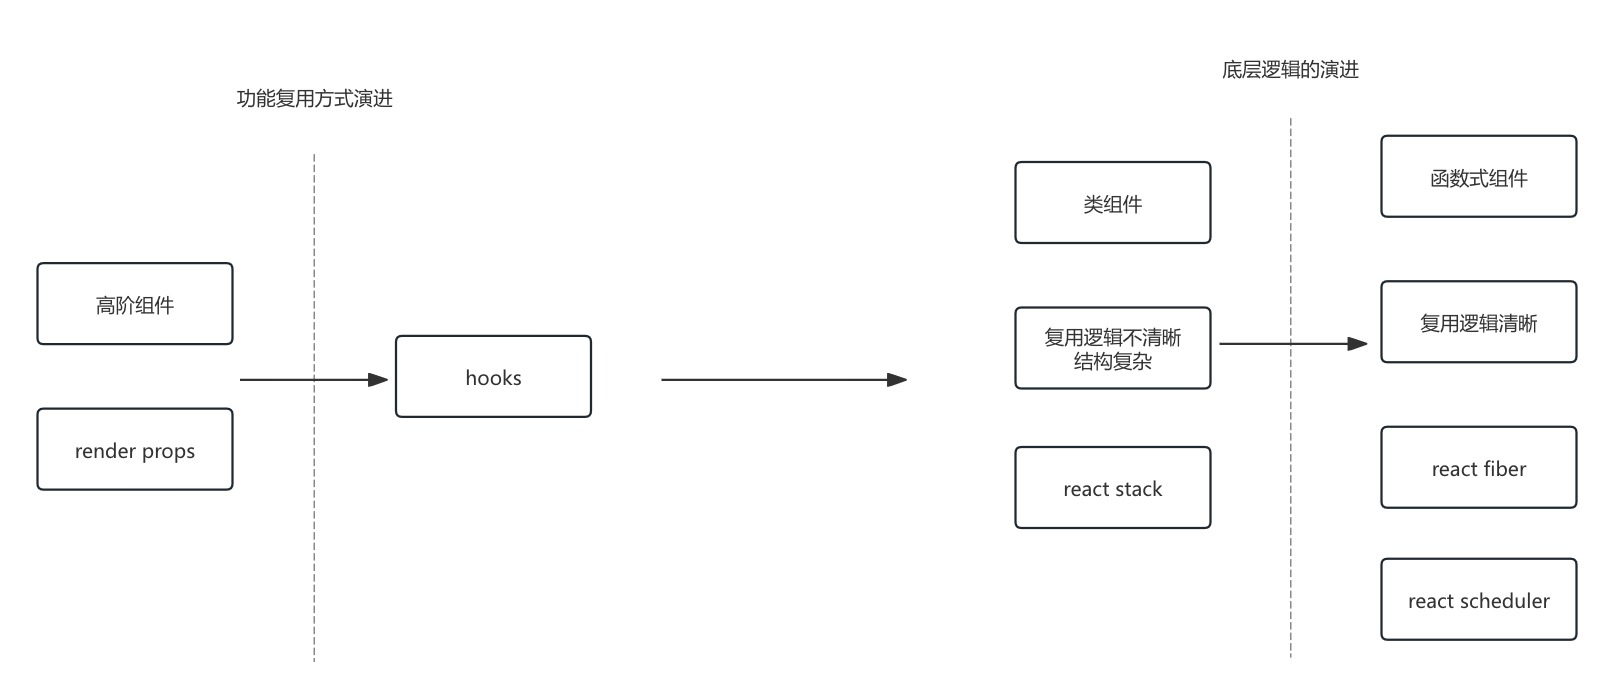 功能复用方式演进
高阶组件
render props
hooks
底层逻辑的演进
类组件
复用逻辑不清晰
结构复杂
react stack
函数式组件
复用逻辑清晰
react fiber
react scheduler